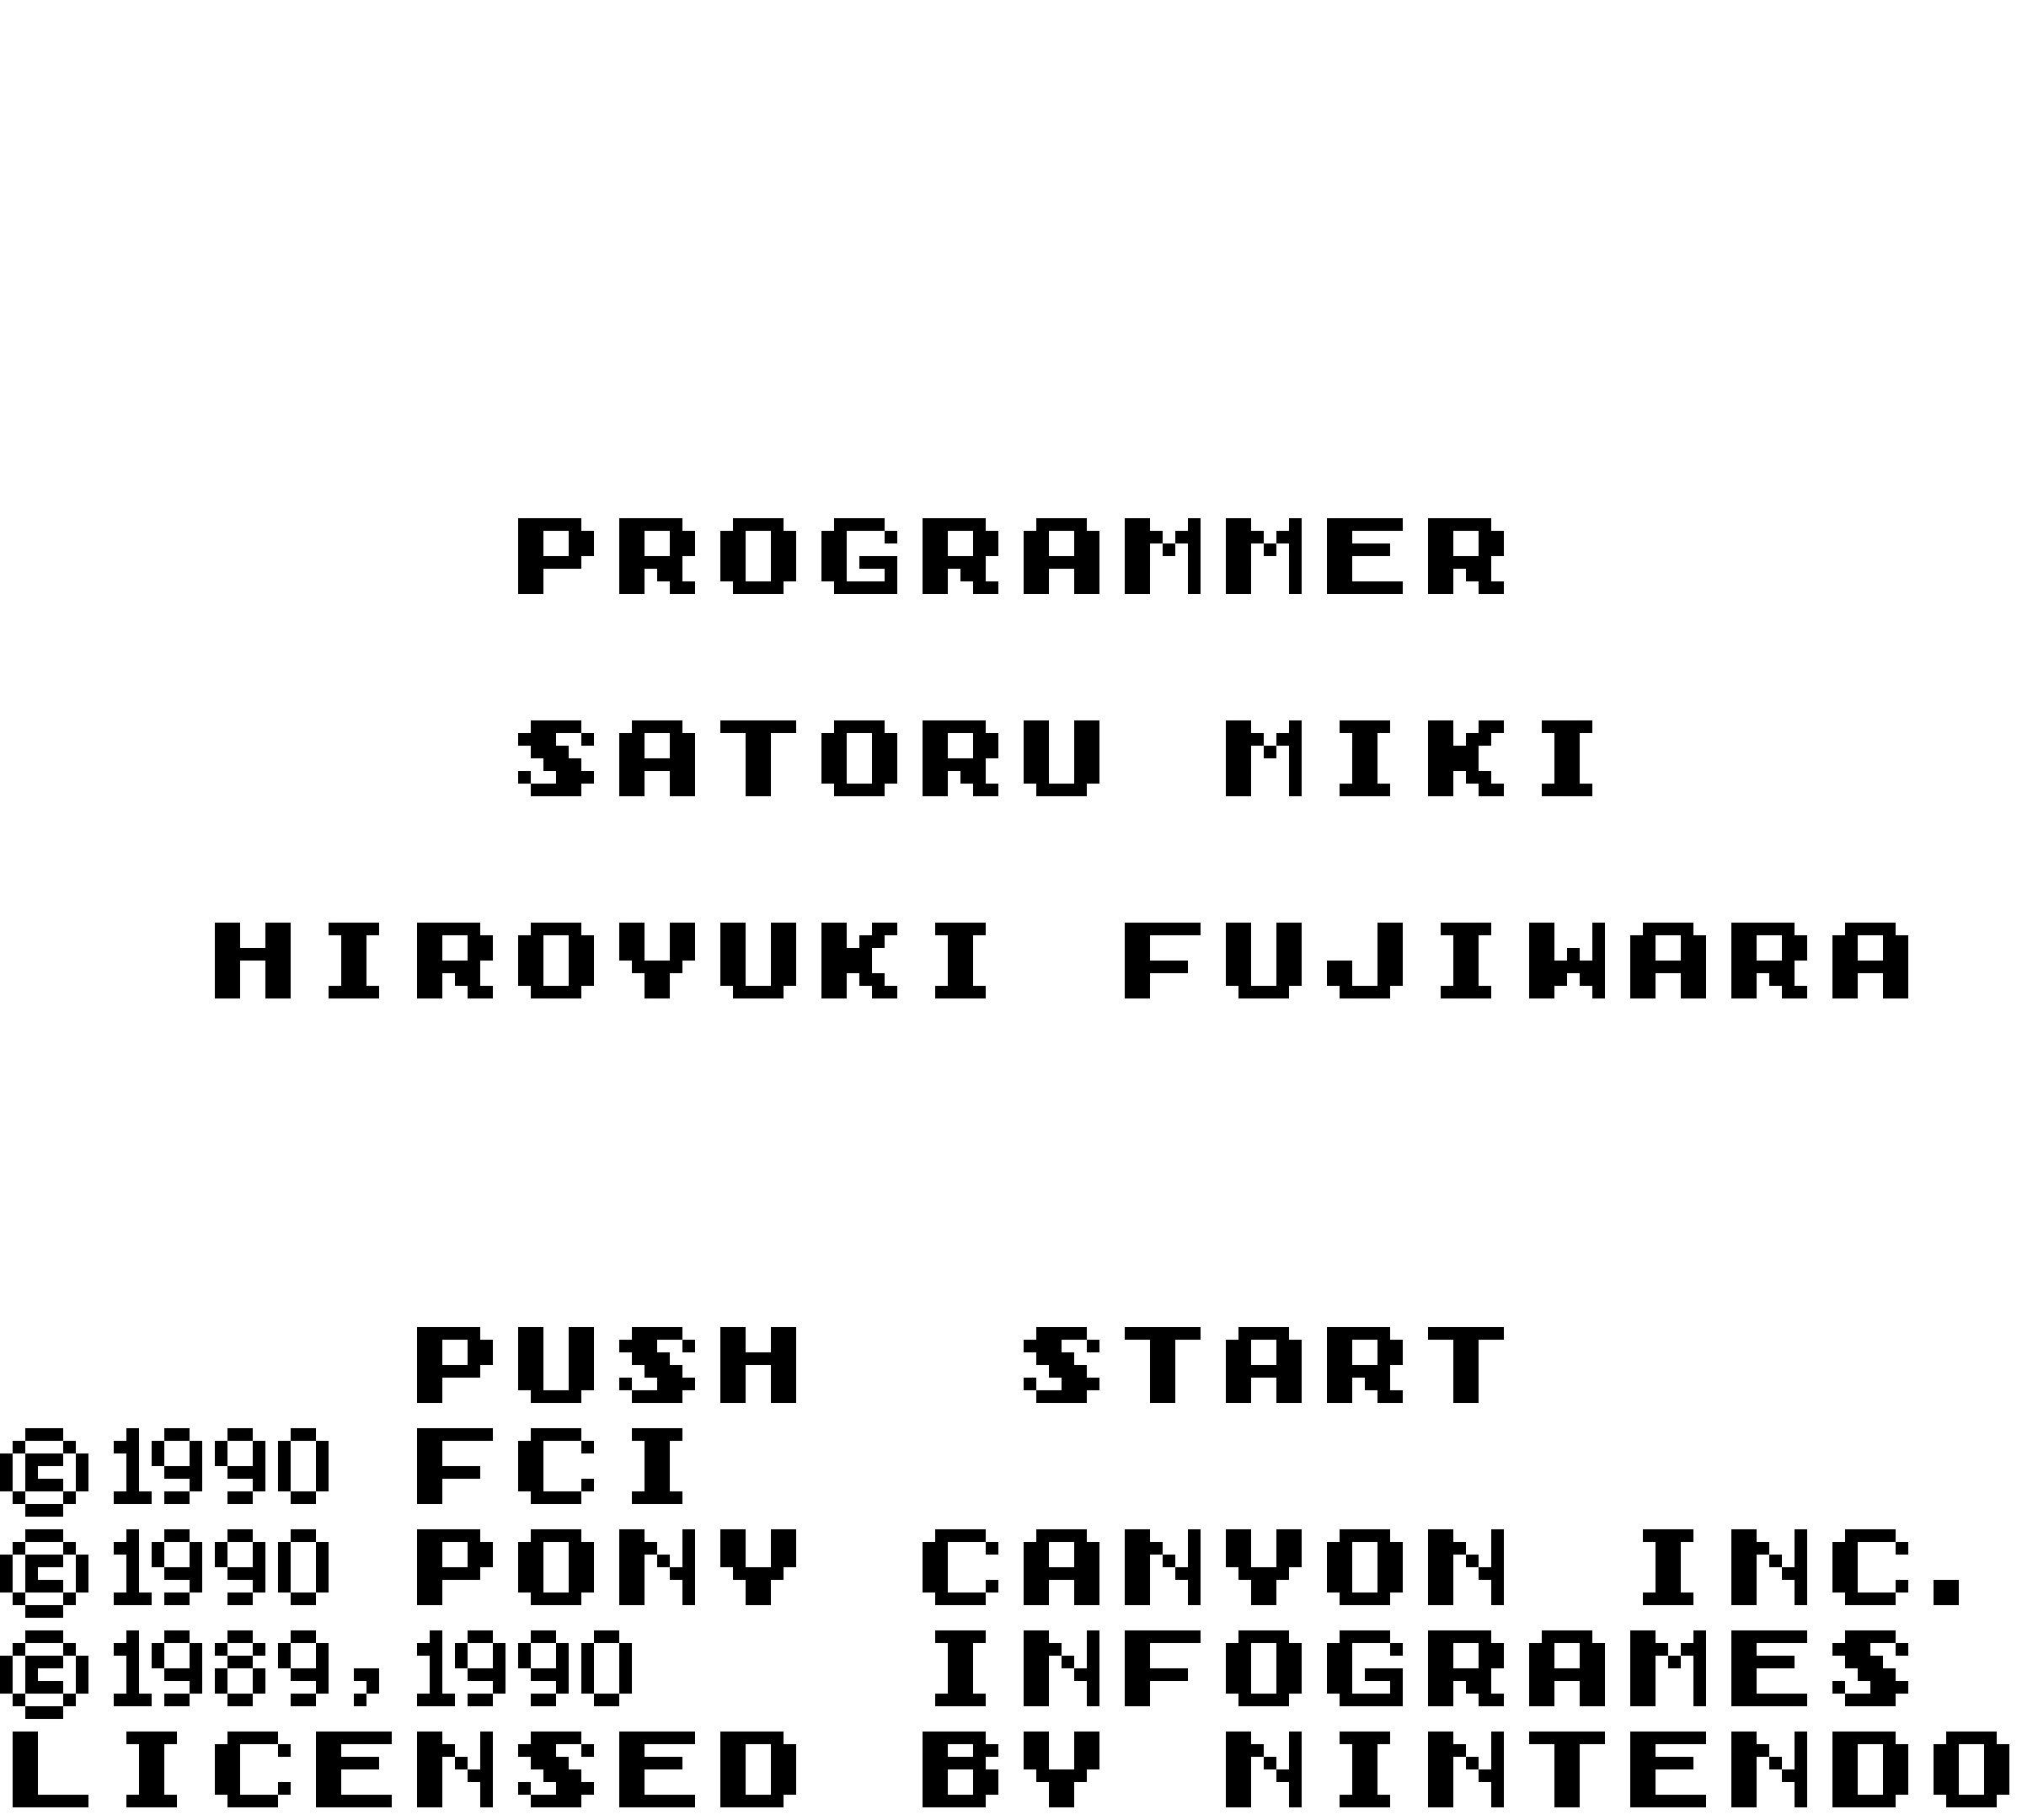 PROGRAMMER
SATORU MIKI
HIROYUKI FUJIWARA
PUSH START
©1990 FCI
©1990 PONY CANYON INC.
©1989,1990 INFOGRAMES
LICENSED BY NINTENDO